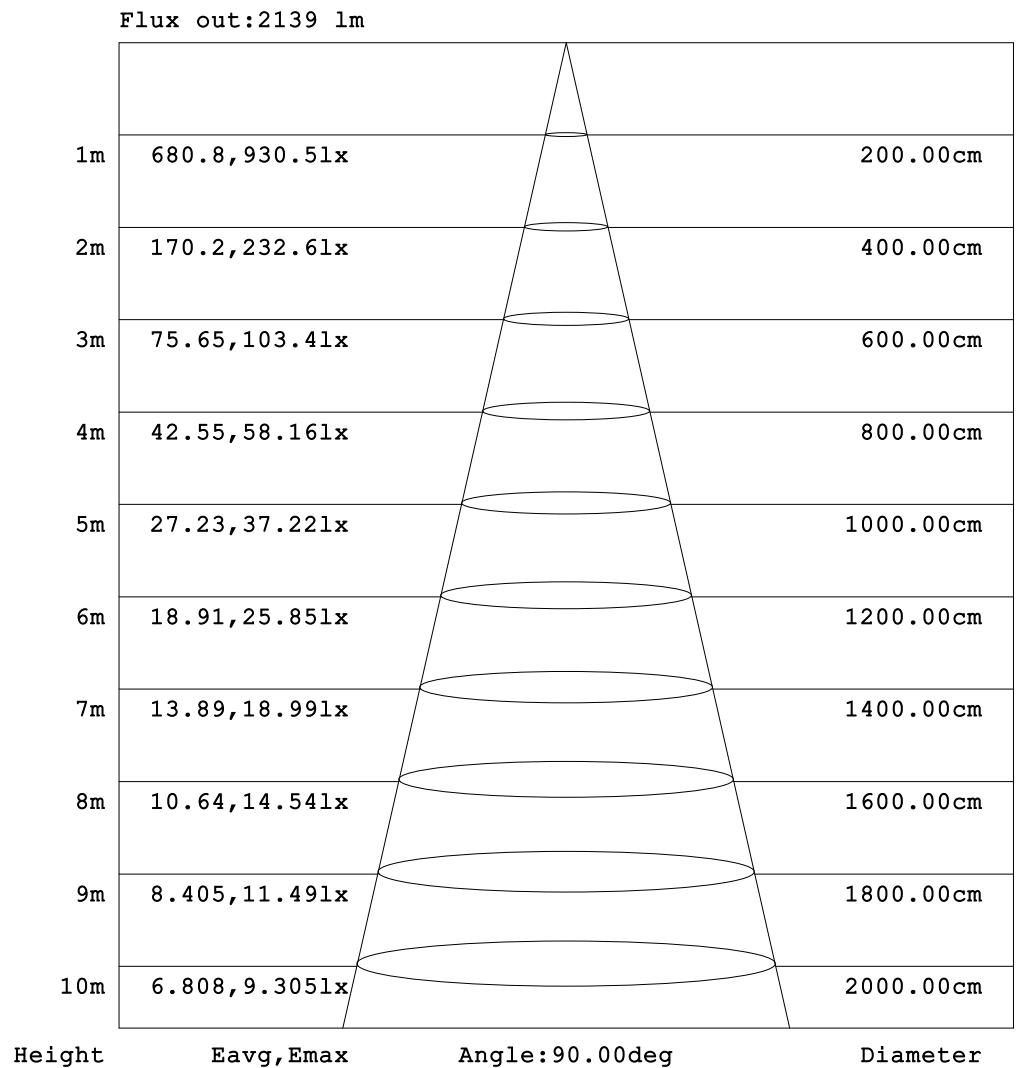 Flux out:2139 lm
1m 680.8,930.5lx 200.00cm
2m 170.2,232.6lx 400.00cm
3m 75.65,103.4lx 600.00cm
4m 42.55,58.16lx 800.00cm
5m 27.23,37.22lx 1000.00cm
6m 18.91,25.85lx 1200.00cm
7m 13.89,18.99lx 1400.00cm
8m 10.64,14.54lx 1600.00cm
9m 8.405,11.49lx 1800.00cm
10m 6.808,9.305lx 2000.00cm
Height Eavg,Emax Angle:90.00deg Diameter